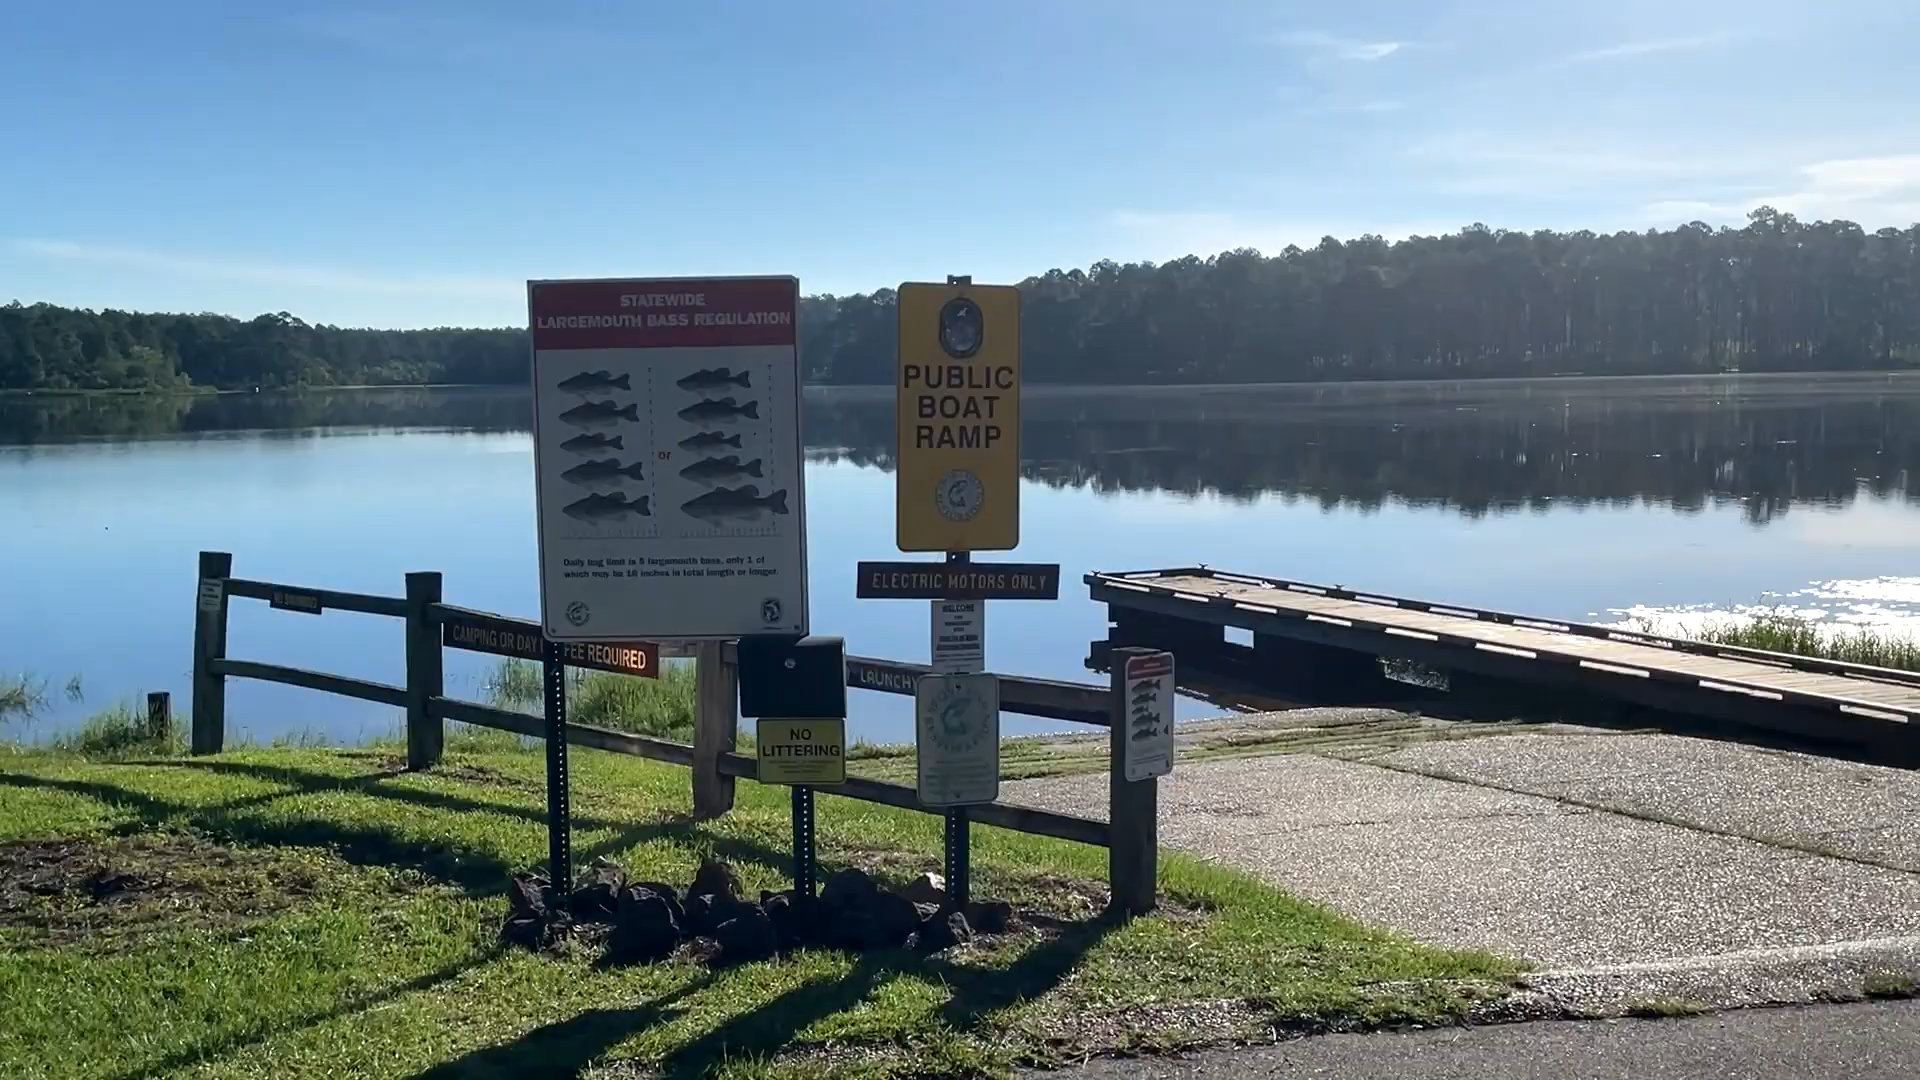 STATEWIDE
LARGEMOUTH BASS REGULATION
or
Daily bag limit is 5 largemouth bass, only 1 of
which may be 16 inches in total length or longer.
PUBLIC
BOAT
RAMP
ELECTRIC MOTORS ONLY
WELCOME
NO SWIMMING
CAMPING OR DAY
FEE REQUIRED
LAUNCH
NO
LITTERING